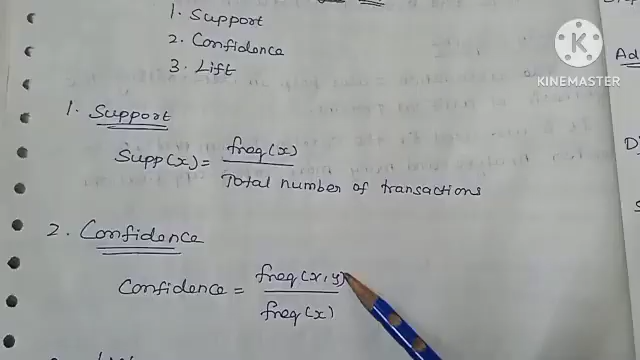 1. Support
2. Confidence
3. Lift
KINEMASTER
Ad
1. Support
Supp(x) = freq(x)
Total number of transactions
D)
2. Confidence
Confidence = freq(x,y)
freq(x)